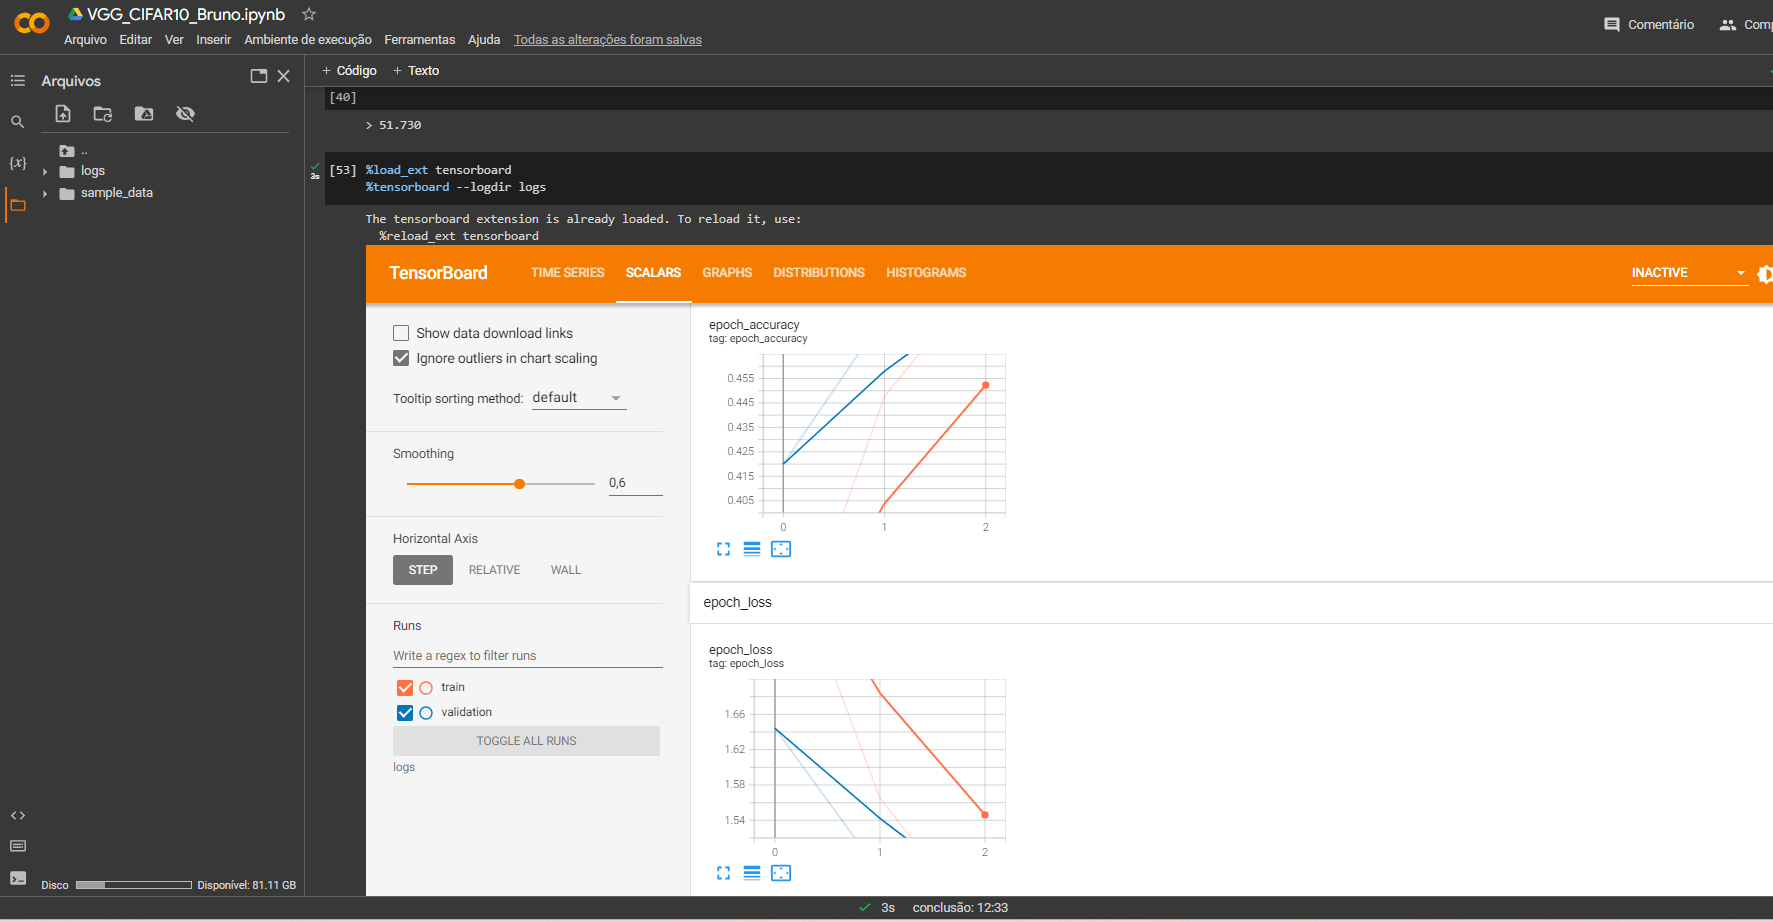 VGG_CIFAR10_Bruno.ipynb
Arquivo Editar Ver Inserir Ambiente de execução Ferramentas Ajuda Todas as alterações foram salvas
Comentário
Arquivos
+ Código + Texto
..
logs
sample_data
{x}
[40]
> 51.730
3s
[53] %load_ext tensorboard
%tensorboard --logdir logs
The tensorboard extension is already loaded. To reload it, use:
%reload_ext tensorboard
TensorBoard TIME SERIES SCALARS GRAPHS DISTRIBUTIONS HISTOGRAMS INACTIVE
Show data download links
Ignore outliers in chart scaling
Tooltip sorting method: default
Smoothing
0,6
Horizontal Axis
STEP RELATIVE WALL
Runs
Write a regex to filter runs
train
validation
TOGGLE ALL RUNS
logs
epoch_accuracy
tag: epoch_accuracy
0.455
0.445
0.435
0.425
0.415
0.405
0 1 2
epoch_loss
epoch_loss
tag: epoch_loss
1.66
1.62
1.58
1.54
0 1 2
Disco Disponível: 81.11 GB
3s conclusão: 12:33